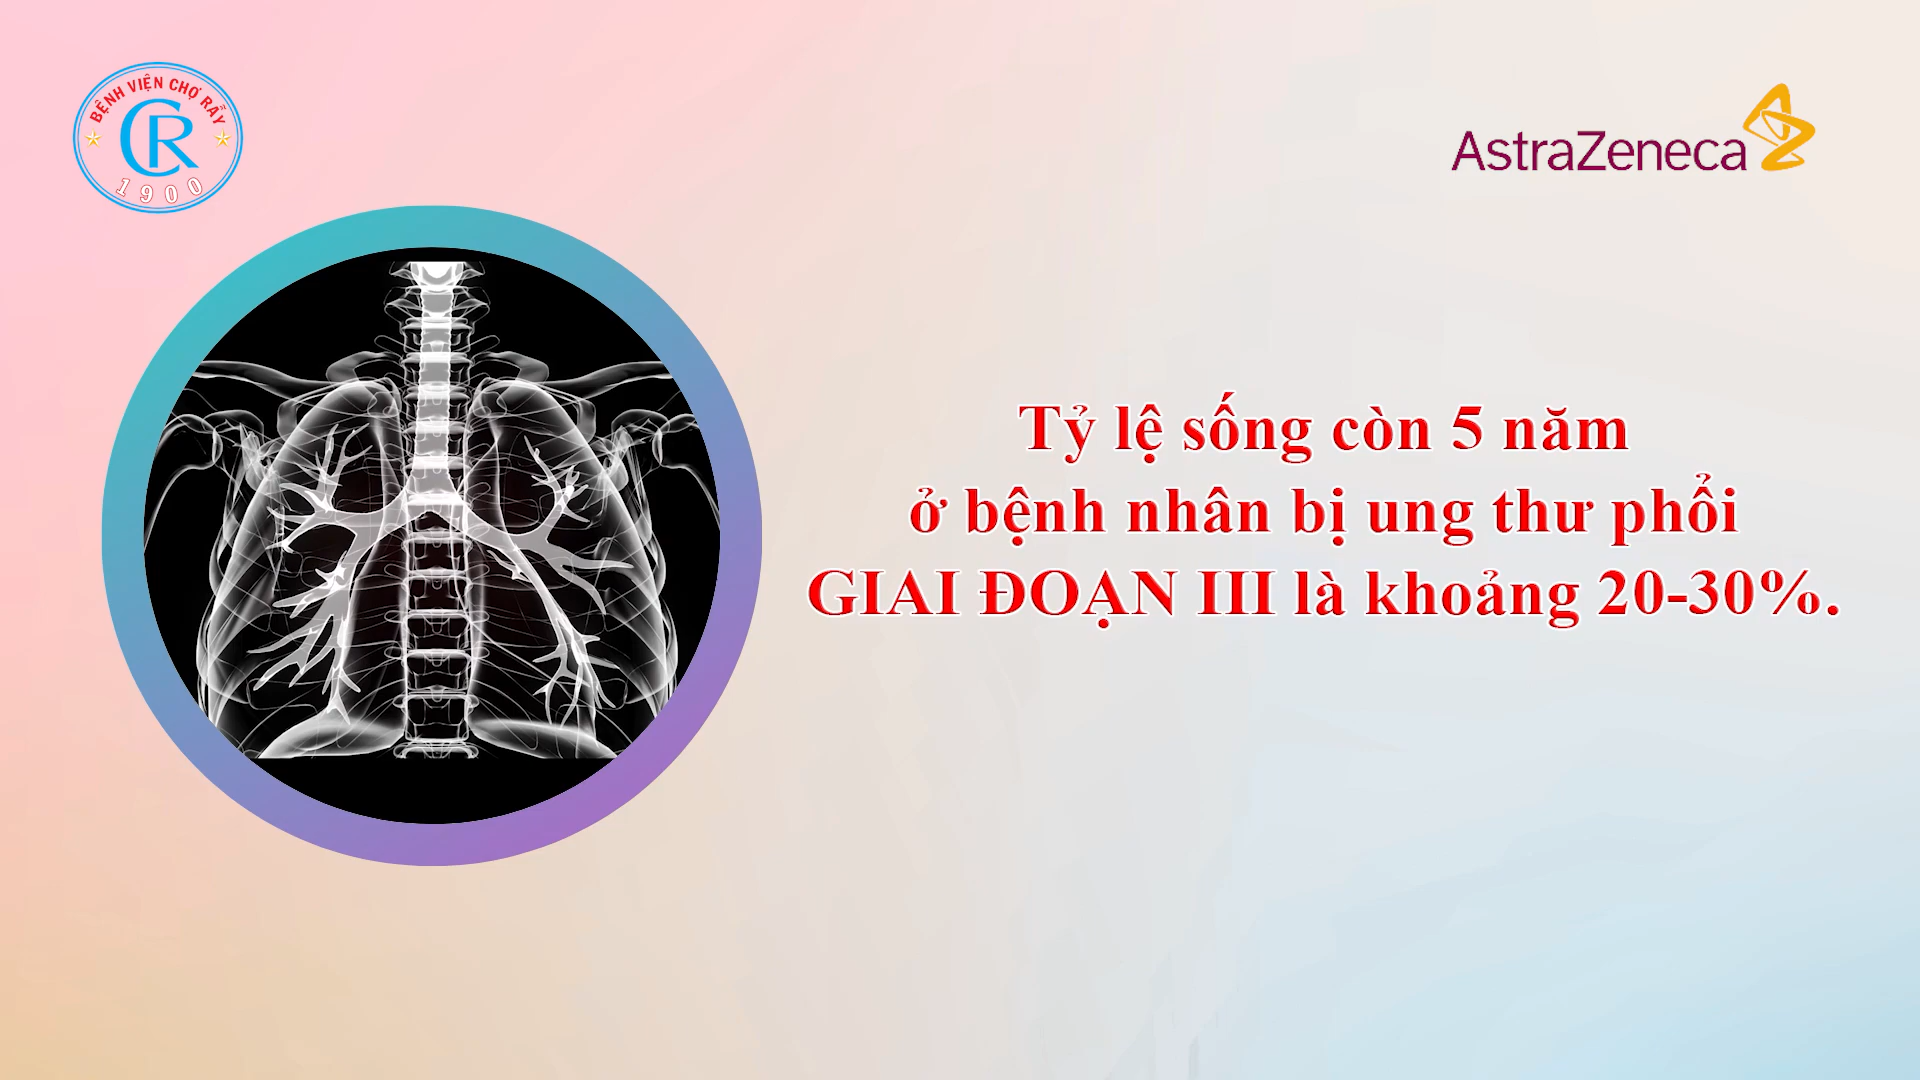 BỆNH VIỆN CHỢ RẪY
CR
1900
AstraZeneca
Tỷ lệ sống còn 5 năm
ở bệnh nhân bị ung thư phổi
GIAI ĐOẠN III là khoảng 20-30%.